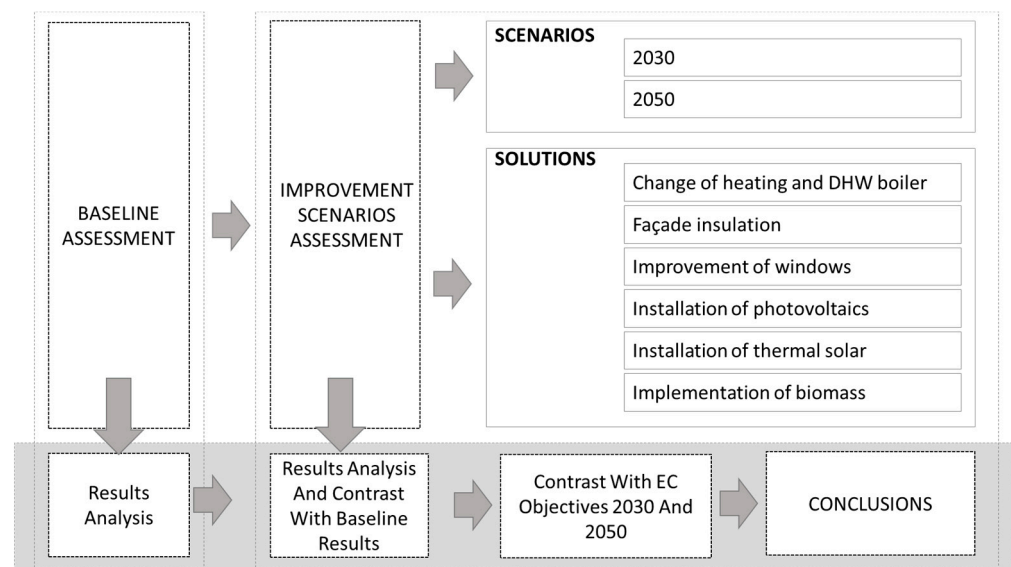 BASELINE
ASSESSMENT
IMPROVEMENT
SCENARIOS
ASSESSMENT
SCENARIOS
2030
2050
SOLUTIONS
Change of heating and DHW boiler
Façade insulation
Improvement of windows
Installation of photovoltaics
Installation of thermal solar
Implementation of biomass
Results
Analysis
Results Analysis
And Contrast
With Baseline
Results
Contrast With EC
Objectives 2030 And
2050
CONCLUSIONS